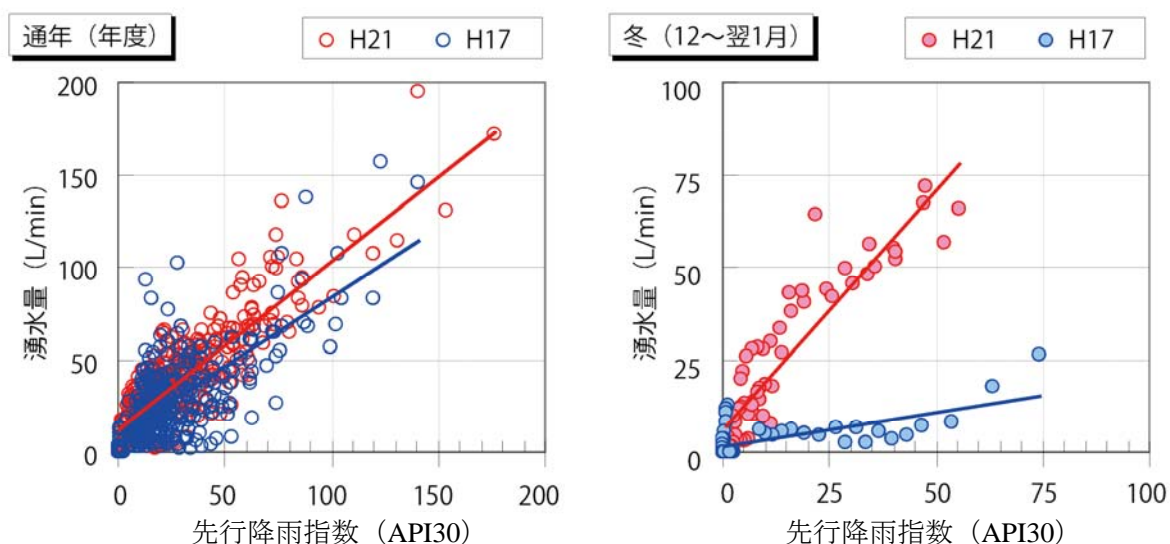 通年（年度）
H21 H17
湧水量（L/min）
200
150
100
50
0
0 50 100 150 200
先行降雨指数（API30）
冬（12～翌1月）
H21 H17
湧水量（L/min）
100
75
50
25
0
0 25 50 75 100
先行降雨指数（API30）